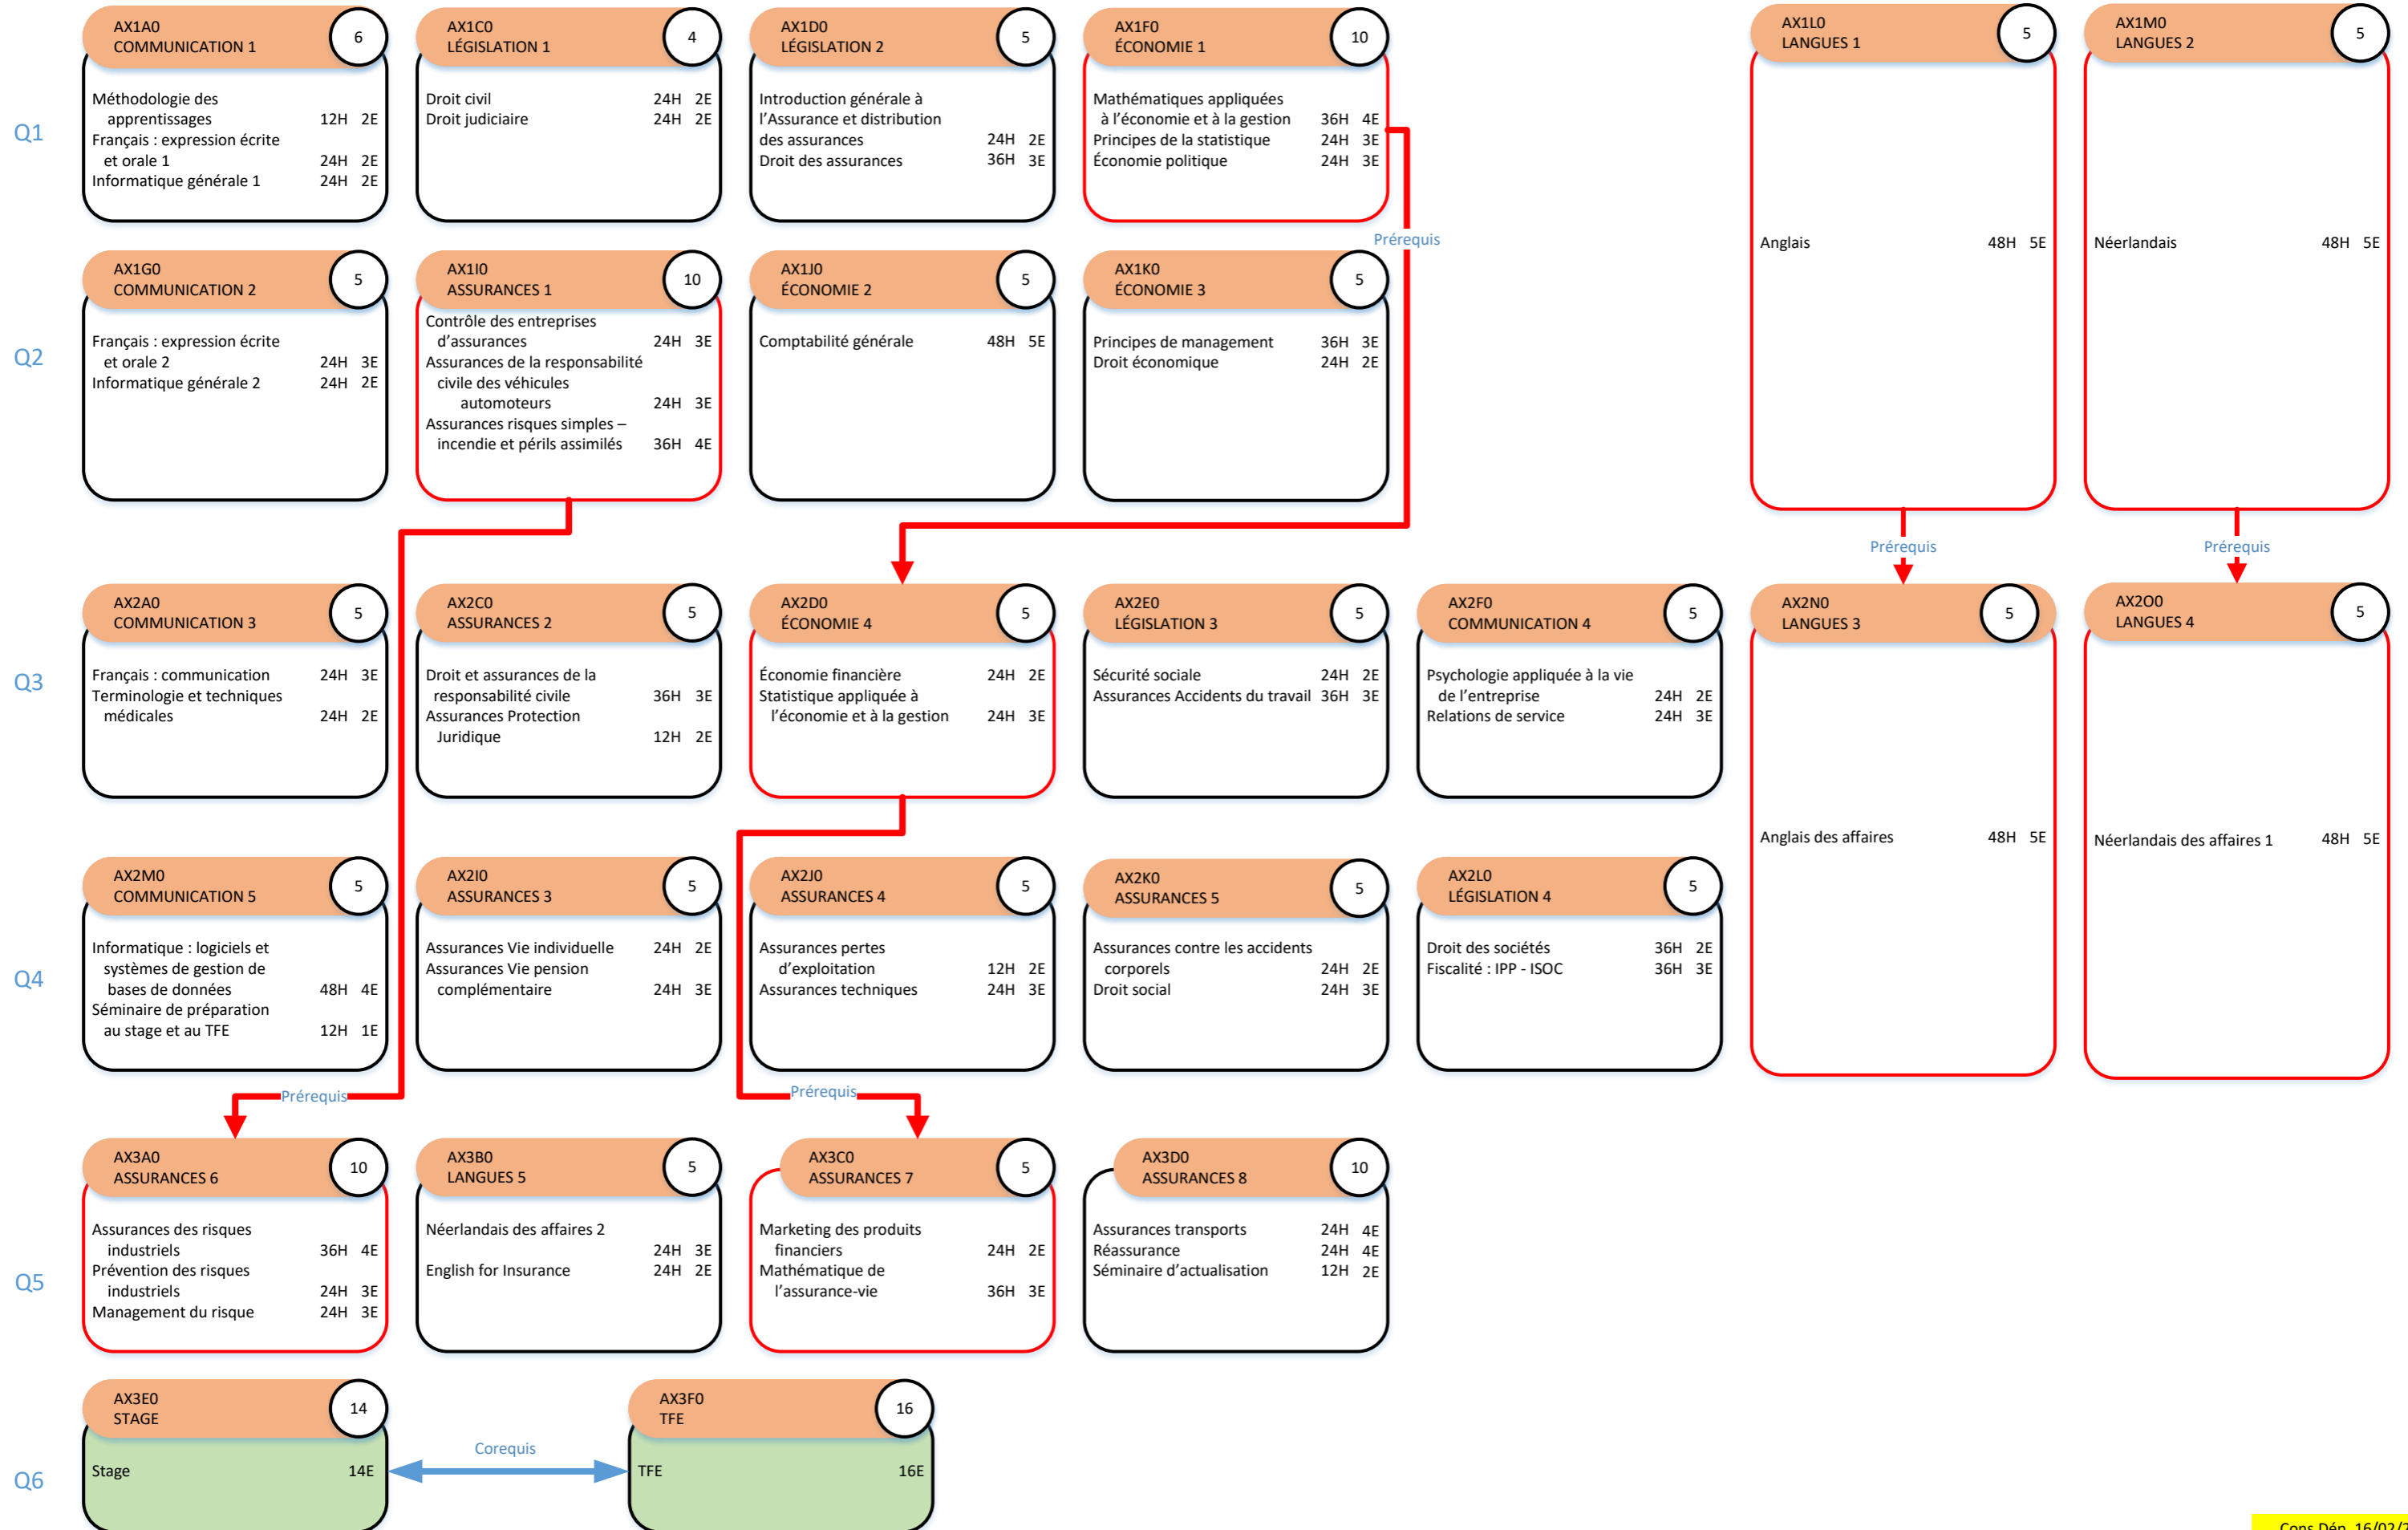 AX1A0
COMMUNICATION 1
6
AX1C0
LÉGISLATION 1
4
AX1D0
LÉGISLATION 2
5
AX1F0
ÉCONOMIE 1
10
AX1L0
LANGUES 1
5
AX1M0
LANGUES 2
5
Q1
Méthodologie des
apprentissages 12H 2E
Français : expression écrite
et orale 1 24H 2E
Informatique générale 1 24H 2E
Droit civil 24H 2E
Droit judiciaire 24H 2E
Introduction générale à
l’Assurance et distribution
des assurances 24H 2E
Droit des assurances 36H 3E
Mathématiques appliquées
à l’économie et à la gestion 36H 4E
Principes de la statistique 24H 3E
Économie politique 24H 3E
Anglais 48H 5E
Néerlandais 48H 5E
Prérequis
AX1G0
COMMUNICATION 2
5
AX1I0
ASSURANCES 1
10
AX1J0
ÉCONOMIE 2
5
AX1K0
ÉCONOMIE 3
5
Q2
Français : expression écrite
et orale 2 24H 3E
Informatique générale 2 24H 2E
Contrôle des entreprises
d’assurances 24H 3E
Assurances de la responsabilité
civile des véhicules
automoteurs 24H 3E
Assurances risques simples –
incendie et périls assimilés 36H 4E
Comptabilité générale 48H 5E
Principes de management 36H 3E
Droit économique 24H 2E
Prérequis
Prérequis
AX2A0
COMMUNICATION 3
5
AX2C0
ASSURANCES 2
5
AX2D0
ÉCONOMIE 4
5
AX2E0
LÉGISLATION 3
5
AX2F0
COMMUNICATION 4
5
AX2N0
LANGUES 3
5
AX2O0
LANGUES 4
5
Q3
Français : communication 24H 3E
Terminologie et techniques
médicales 24H 2E
Droit et assurances de la
responsabilité civile 36H 3E
Assurances Protection
Juridique 12H 2E
Économie financière 24H 2E
Statistique appliquée à
l’économie et à la gestion 24H 3E
Sécurité sociale 24H 2E
Assurances Accidents du travail 36H 3E
Psychologie appliquée à la vie
de l’entreprise 24H 2E
Relations de service 24H 3E
Anglais des affaires 48H 5E
Néerlandais des affaires 1 48H 5E
AX2M0
COMMUNICATION 5
5
AX2I0
ASSURANCES 3
5
AX2J0
ASSURANCES 4
5
AX2K0
ASSURANCES 5
5
AX2L0
LÉGISLATION 4
5
Q4
Informatique : logiciels et
systèmes de gestion de
bases de données 48H 4E
Séminaire de préparation
au stage et au TFE 12H 1E
Assurances Vie individuelle 24H 2E
Assurances Vie pension
complémentaire 24H 3E
Assurances pertes
d’exploitation 12H 2E
Assurances techniques 24H 3E
Assurances contre les accidents
corporels 24H 2E
Droit social 24H 3E
Droit des sociétés 36H 2E
Fiscalité : IPP - ISOC 36H 3E
Prérequis
Prérequis
AX3A0
ASSURANCES 6
10
AX3B0
LANGUES 5
5
AX3C0
ASSURANCES 7
5
AX3D0
ASSURANCES 8
10
Q5
Assurances des risques
industriels 36H 4E
Prévention des risques
industriels 24H 3E
Management du risque 24H 3E
Néerlandais des affaires 2
24H 3E
English for Insurance 24H 2E
Marketing des produits
financiers 24H 2E
Mathématique de
l’assurance-vie 36H 3E
Assurances transports 24H 4E
Réassurance 24H 4E
Séminaire d’actualisation 12H 2E
AX3E0
STAGE
14
AX3F0
TFE
16
Q6
Stage 14E
Corequis
TFE 16E
Cons Dép. 16/02/2